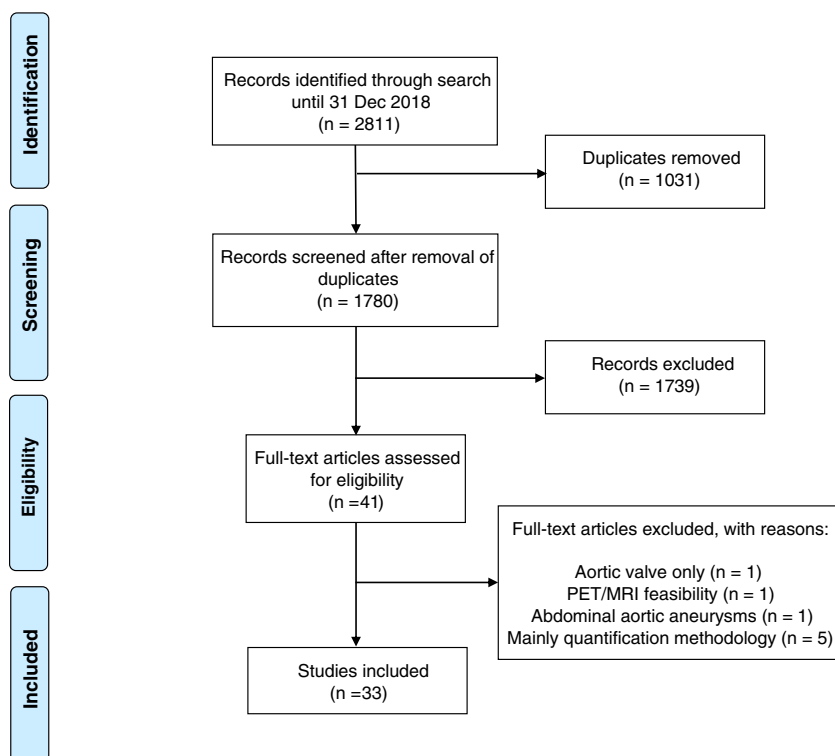 Identification
Records identified through search
until 31 Dec 2018
(n = 2811)
Duplicates removed
(n = 1031)
Screening
Records screened after removal of
duplicates
(n = 1780)
Records excluded
(n = 1739)
Eligibility
Full-text articles assessed
for eligibility
(n =41)
Full-text articles excluded, with reasons:
Aortic valve only (n = 1)
PET/MRI feasibility (n = 1)
Abdominal aortic aneurysms (n = 1)
Mainly quantification methodology (n = 5)
Included
Studies included
(n =33)